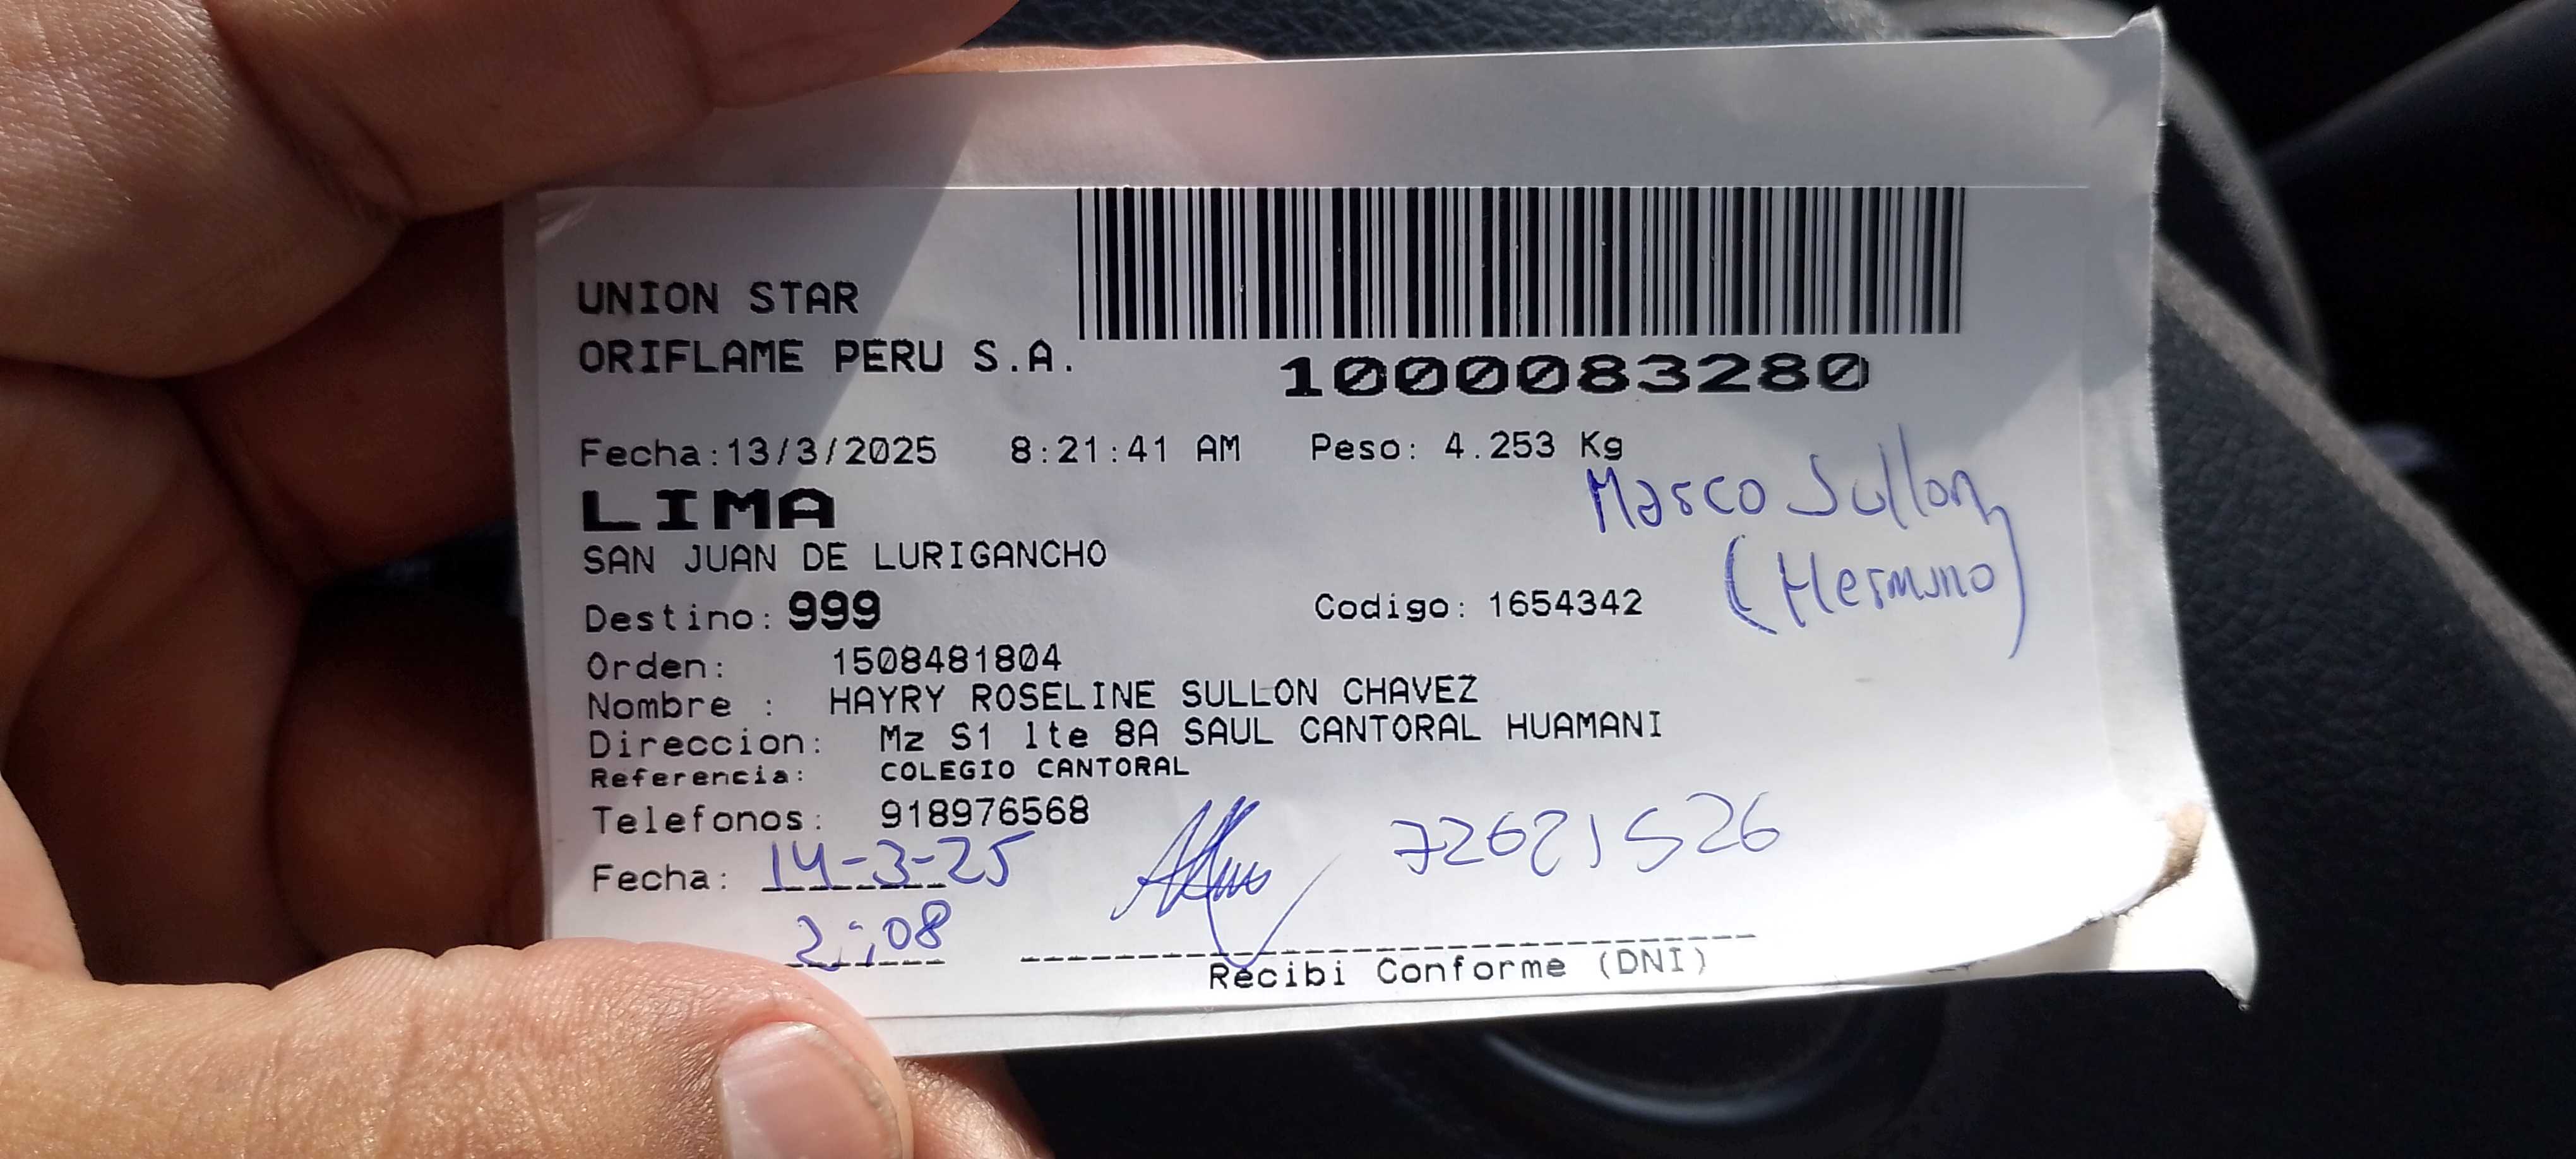 UNION STAR
ORIFLAME PERU S.A.
1000083280
Fecha:13/3/2025 8:21:41 AM Peso: 4.253 Kg
LIMA
Marco Sullon
SAN JUAN DE LURIGANCHO
(Hermano)
Destino: 999 Codigo: 1654342
Orden: 1508481804
Nombre : HAYRY ROSELINE SULLON CHAVEZ
Direccion: Mz S1 lte 8A SAUL CANTORAL HUAMANI
Referencia: COLEGIO CANTORAL
Telefonos: 918976568
Fecha: 14-3-25 72621526
2:08
Recibi Conforme (DNI)